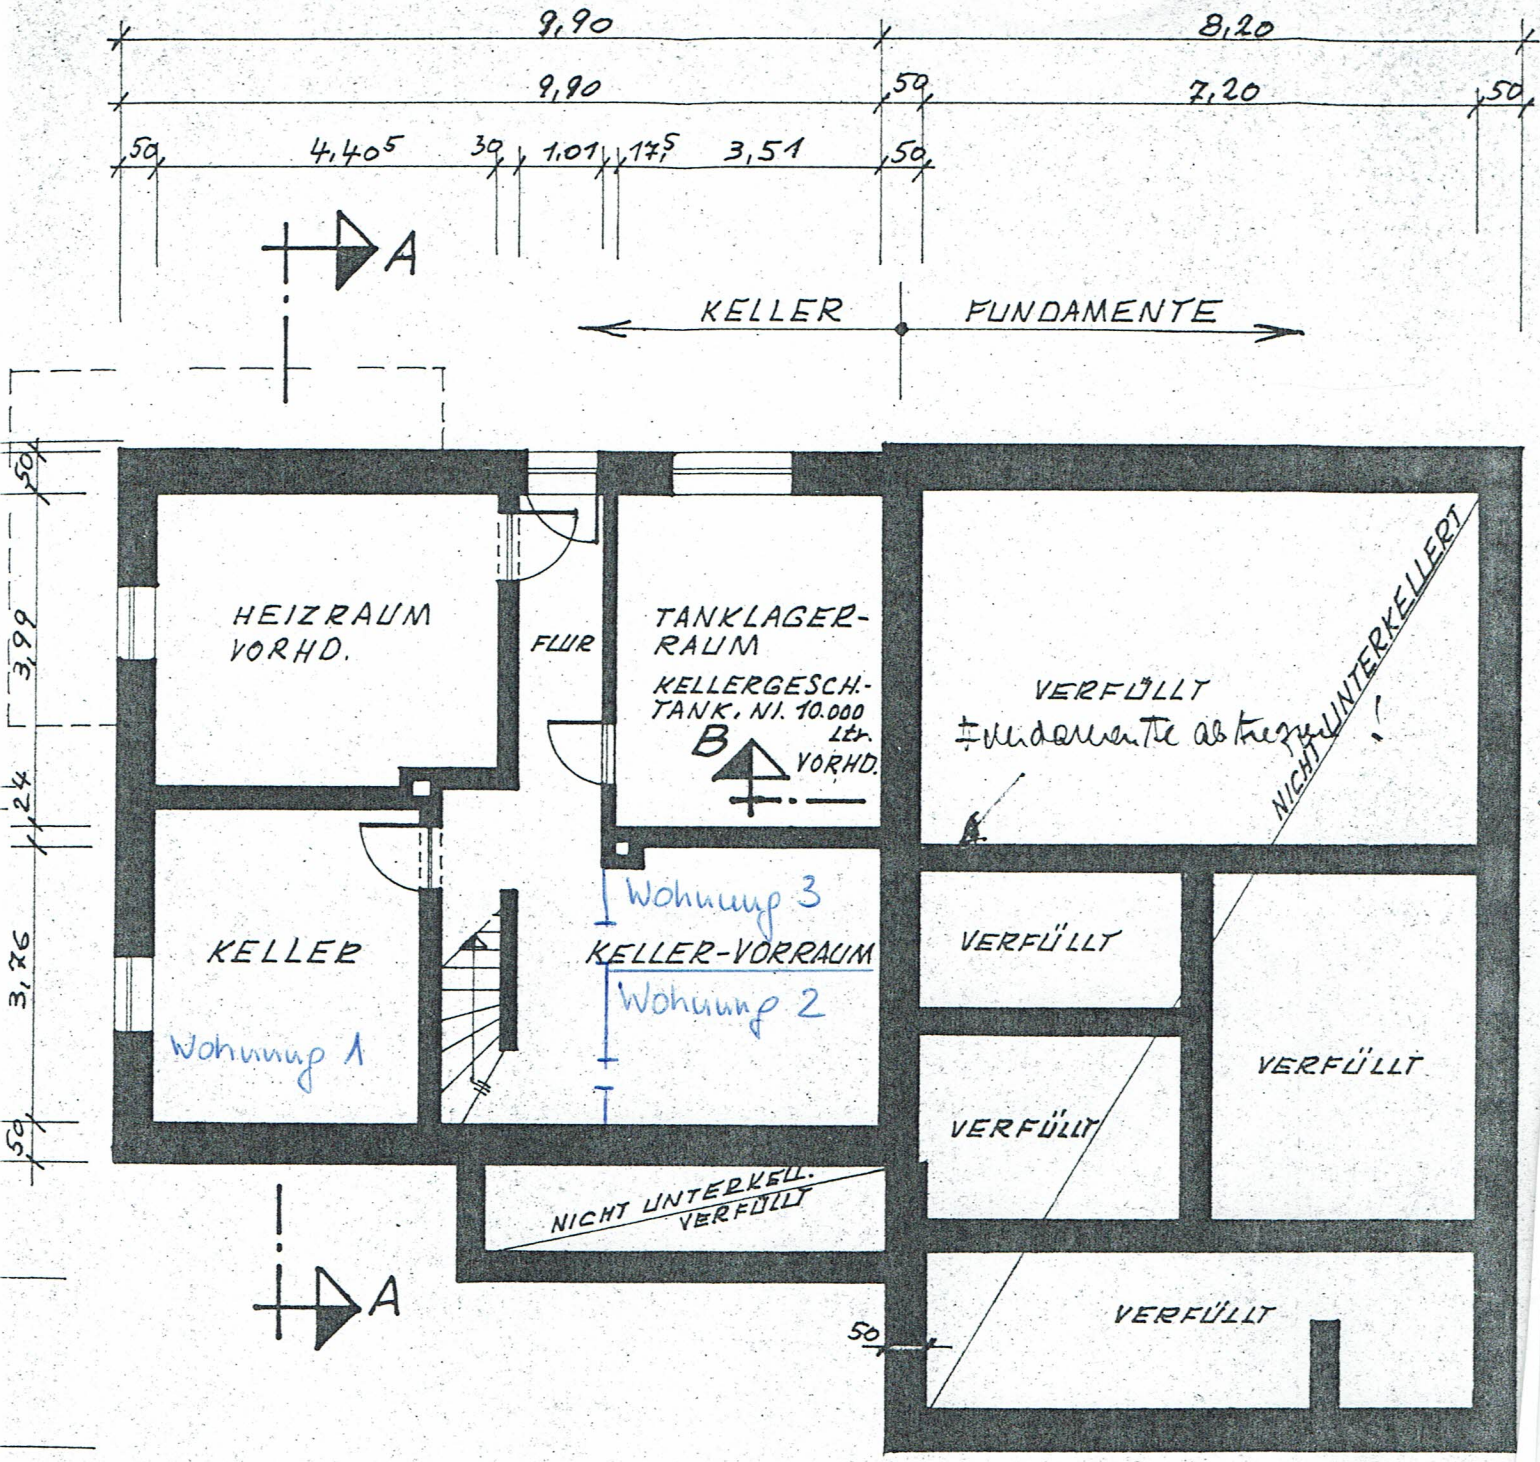 9,90 8,20
9,90 50 7,20 50
50 4,40⁵ 30 1,01 17,⁵ 3,51 50
A
KELLER FUNDAMENTE
50
3,99
24
3,76
50
HEIZRAUM
VORHD.
FLUR
TANKLAGER-
RAUM
KELLERGESCH.-
TANK, NI. 10.000
Ltr.
VORHD.
B
VERFÜLLT
Fundamente !
NICHT UNTERKELLERT
KELLER
Wohnung 1
Wohnung 3
KELLER-VORRAUM
Wohnung 2
VERFÜLLT
VERFÜLLT
VERFÜLLT
NICHT UNTERKELL.
VERFÜLLT
A
50
VERFÜLLT